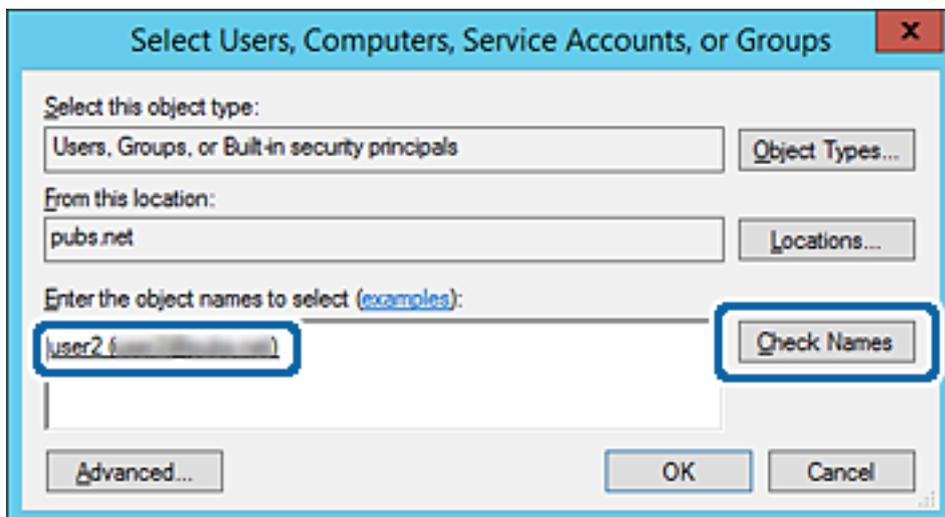 Select Users, Computers, Service Accounts, or Groups
x
Select this object type:
Users, Groups, or Built-in security principals
Object Types...
From this location:
pubs.net
Locations...
Enter the object names to select (examples):
user2 ()
Check Names
Advanced...
OK
Cancel